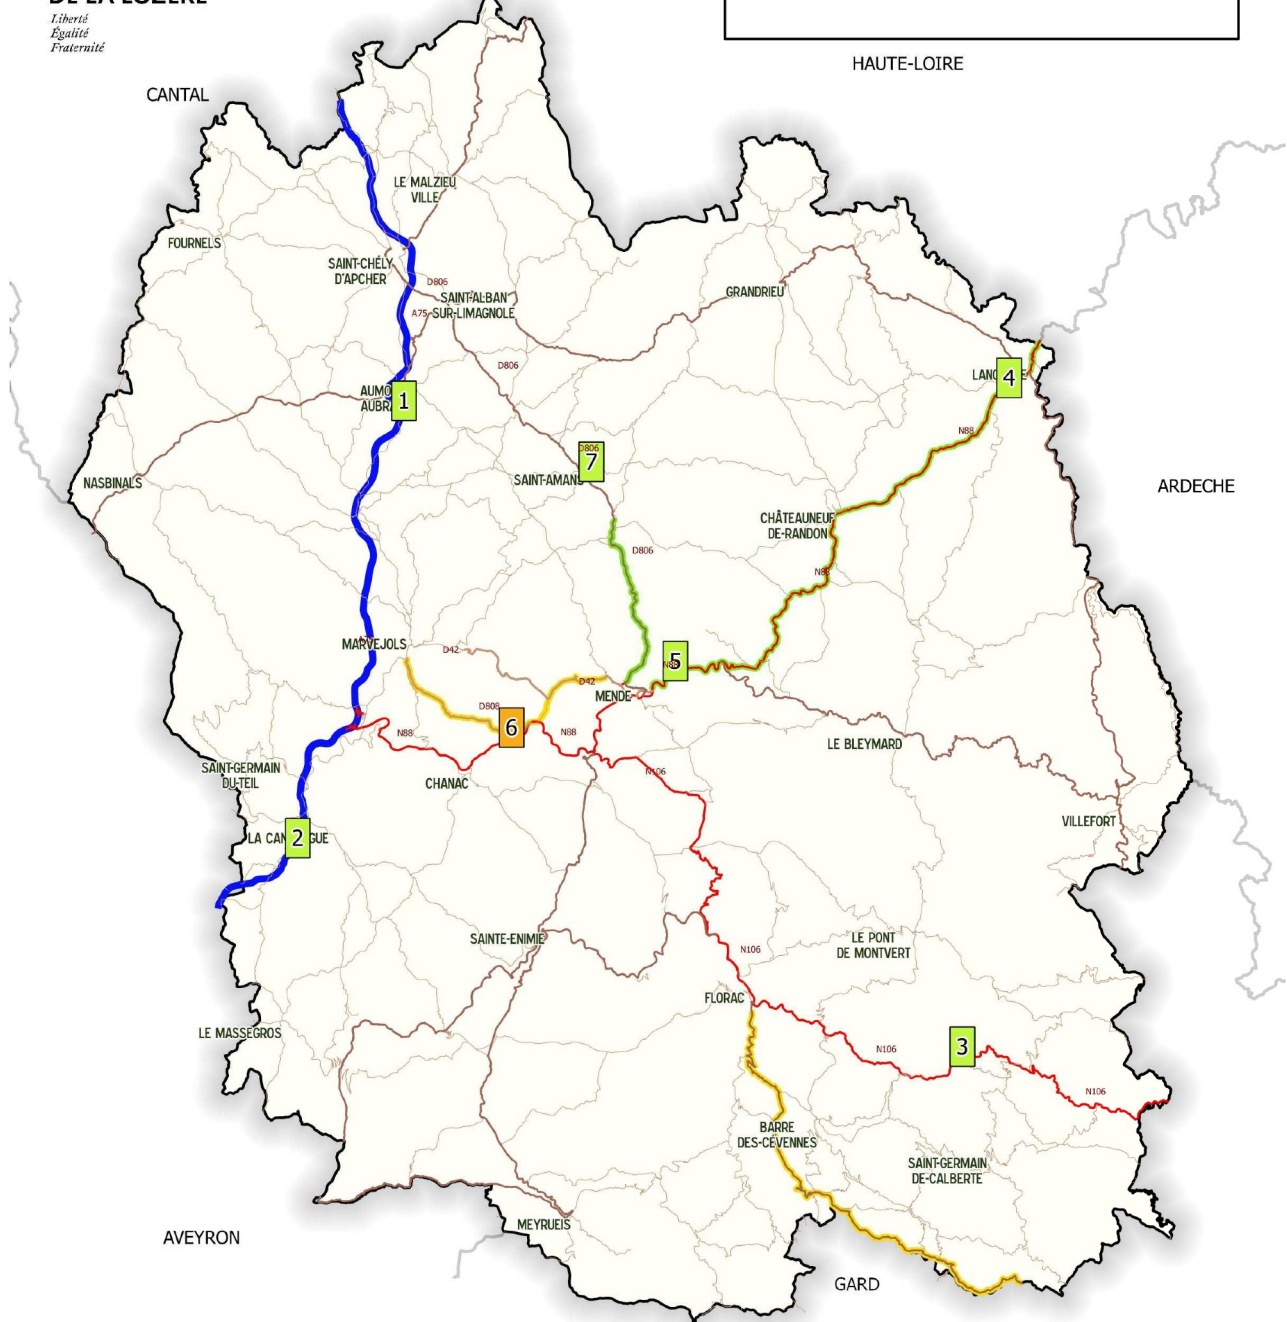 DE LA LOZÈRE
Liberté
Égalité
Fraternité
HAUTE-LOIRE
CANTAL
LE MALZIEU
VILLE
FOURNELS
SAINT-CHÉLY
D'APCHER
D806
SAINT-ALBAN
SUR-LIMAGNOLE
A75
GRANDRIEU
D806
4
N88
1
D806
7
SAINT-AMANS
NASBINALS
ARDECHE
CHÂTEAUNEUF
DE-RANDON
D806
N88
MARVEJOLS
D42
5
D42
MENDE
D808
6
N88
N88
LE BLEYMARD
SAINT-GERMAIN
DU-TEIL
CHANAC
N106
VILLEFORT
2
SAINTE-ENIMIE
LE PONT
DE MONTVERT
N106
FLORAC
LE MASSEGROS
3
N106
N106
BARRE
DES-CÉVENNES
SAINT-GERMAIN
DE-CALBERTE
MEYRUEIS
AVEYRON
GARD